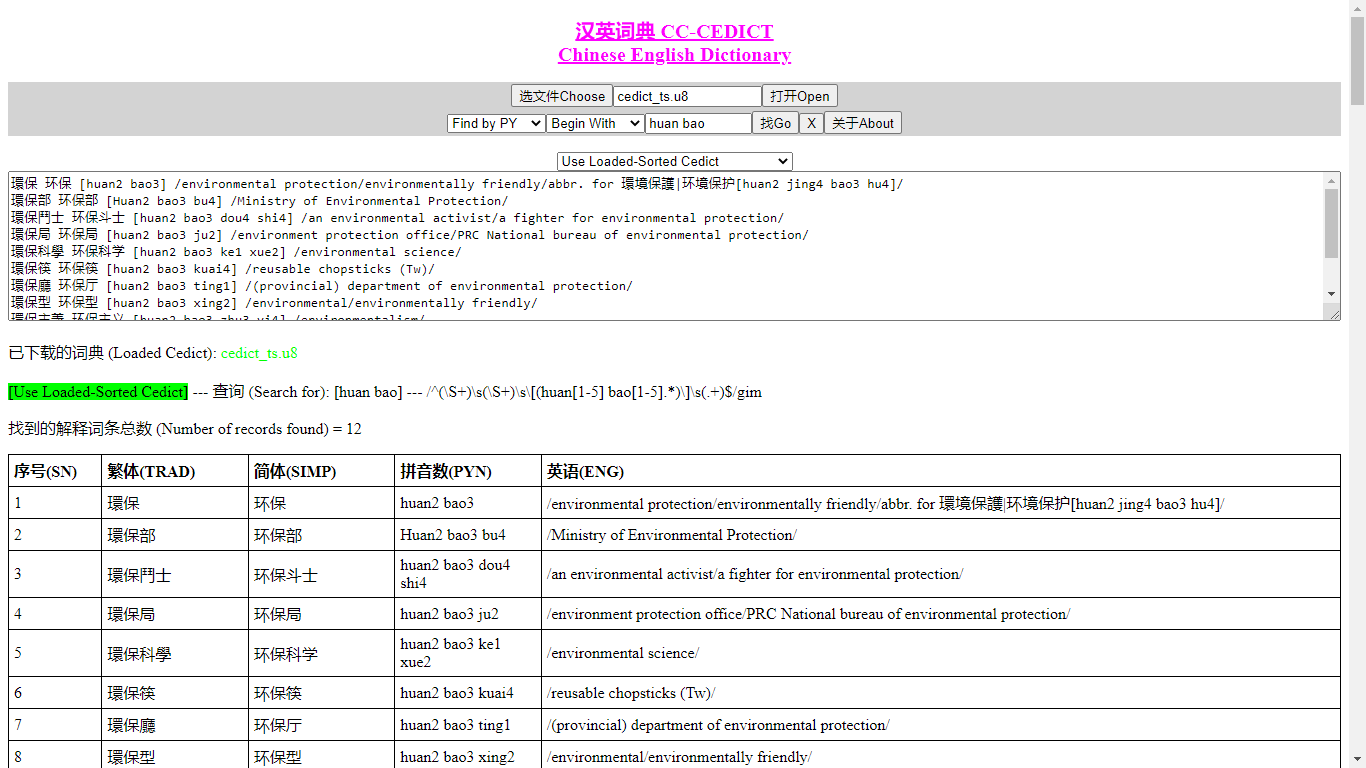 汉英词典 CC-CEDICT
Chinese English Dictionary
选文件Choose cedict_ts.u8 打开Open
Find by PY Begin With huan bao 找Go X 关于About
Use Loaded-Sorted Cedict
環保 环保 [huan2 bao3] /environmental protection/environmentally friendly/abbr. for 環境保護|环境保护[huan2 jing4 bao3 hu4]/
環保部 环保部 [Huan2 bao3 bu4] /Ministry of Environmental Protection/
環保鬥士 环保斗士 [huan2 bao3 dou4 shi4] /an environmental activist/a fighter for environmental protection/
環保局 环保局 [huan2 bao3 ju2] /environment protection office/PRC National bureau of environmental protection/
環保科學 环保科学 [huan2 bao3 ke1 xue2] /environmental science/
環保筷 环保筷 [huan2 bao3 kuai4] /reusable chopsticks (Tw)/
環保廳 环保厅 [huan2 bao3 ting1] /(provincial) department of environmental protection/
環保型 环保型 [huan2 bao3 xing2] /environmental/environmentally friendly/
環保主義 环保主义 [huan2 bao3 zhu3 yi4] /environmentalism/
已下载的词典 (Loaded Cedict): cedict_ts.u8
[Use Loaded-Sorted Cedict] --- 查询 (Search for): [huan bao] --- /^(\S+)\s(\S+)\s\[(huan[1-5] bao[1-5].*)\]\s(.+)$/gim
找到的解释词条总数 (Number of records found) = 12
序号(SN) 繁体(TRAD) 简体(SIMP) 拼音数(PYN) 英语(ENG)
1 環保 环保 huan2 bao3 /environmental protection/environmentally friendly/abbr. for 環境保護|环境保护[huan2 jing4 bao3 hu4]/
2 環保部 环保部 Huan2 bao3 bu4 /Ministry of Environmental Protection/
3 環保鬥士 环保斗士 huan2 bao3 dou4 shi4 /an environmental activist/a fighter for environmental protection/
4 環保局 环保局 huan2 bao3 ju2 /environment protection office/PRC National bureau of environmental protection/
5 環保科學 环保科学 huan2 bao3 ke1 xue2 /environmental science/
6 環保筷 环保筷 huan2 bao3 kuai4 /reusable chopsticks (Tw)/
7 環保廳 环保厅 huan2 bao3 ting1 /(provincial) department of environmental protection/
8 環保型 环保型 huan2 bao3 xing2 /environmental/environmentally friendly/